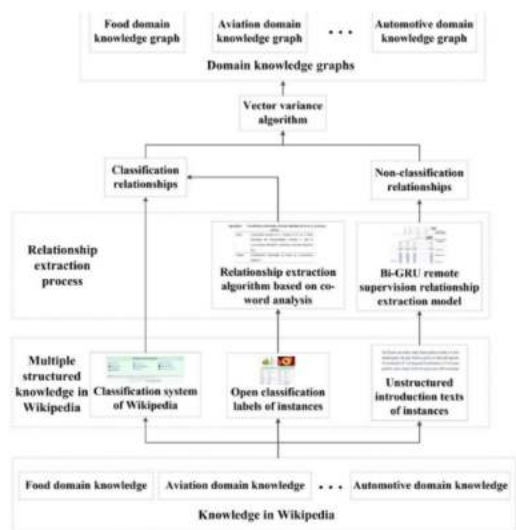 Food domain
knowledge graph
Aviation domain
knowledge graph
• • •
Automotive domain
knowledge graph
Domain knowledge graphs
Vector variance
algorithm
Classification
relationships
Non-classification
relationships
Relationship
extraction
process
Relationship extraction
algorithm based on co-
word analysis
Bi-GRU remote
supervision relationship
extraction model
Multiple
structured
knowledge in
Wikipedia
Classification system
of Wikipedia
Open classification
labels of instances
Unstructured
introduction texts
of instances
Food domain knowledge
Aviation domain knowledge
• • •
Automotive domain knowledge
Knowledge in Wikipedia